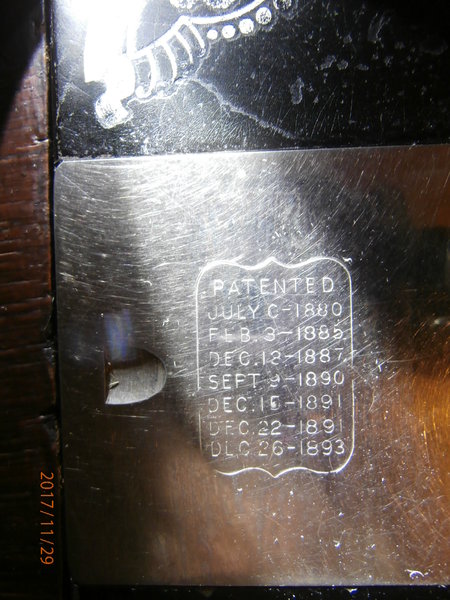 PATENTED
JULY 6-1880
FEB. 3-1885
DEC. 13-1887
SEPT. 9-1890
DEC. 15-1891
DEC. 22-1891
DEC. 26-1893
2017/11/29